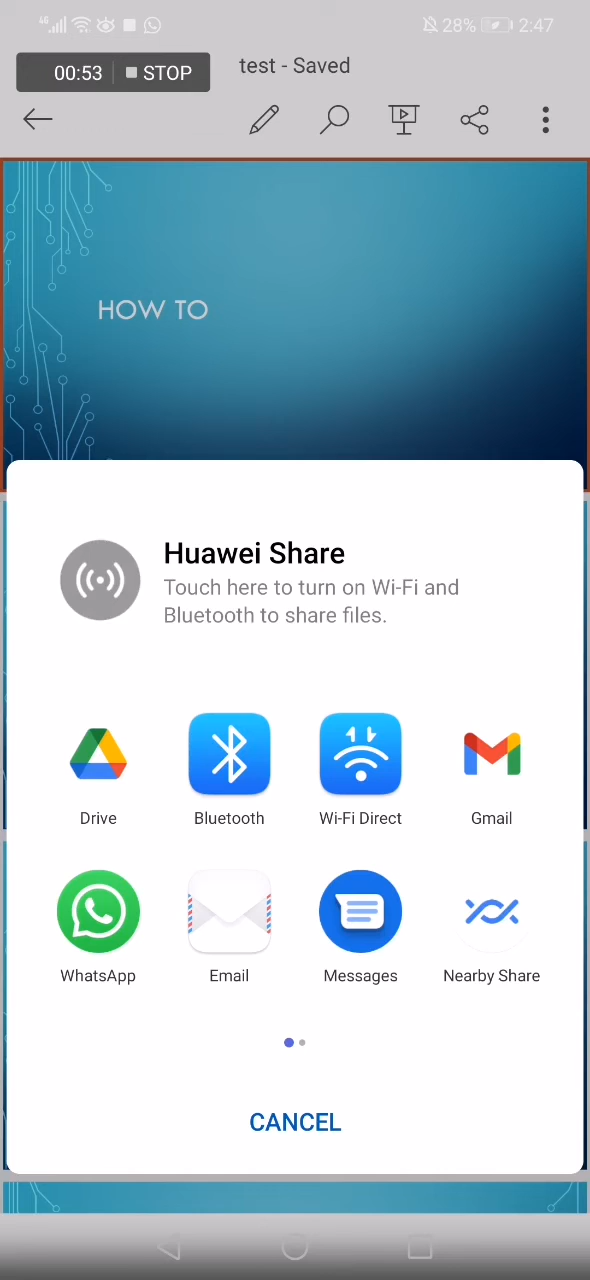 4G 28% 2:47
00:53 STOP test - Saved
HOW TO
Huawei Share
Touch here to turn on Wi-Fi and
Bluetooth to share files.
Drive Bluetooth Wi-Fi Direct Gmail
WhatsApp Email Messages Nearby Share
CANCEL